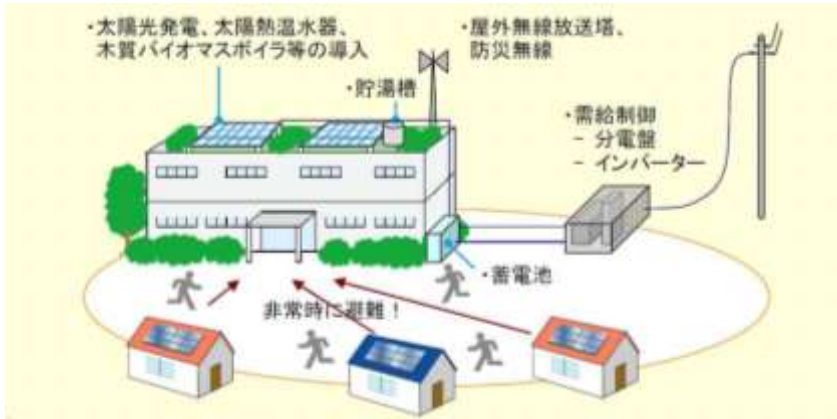 ・太陽光発電、太陽熱温水器、
木質バイオマスボイラ等の導入
・屋外無線放送塔、
防災無線
・貯湯槽
・需給制御
- 分電盤
- インバーター
・蓄電池
非常時に避難！